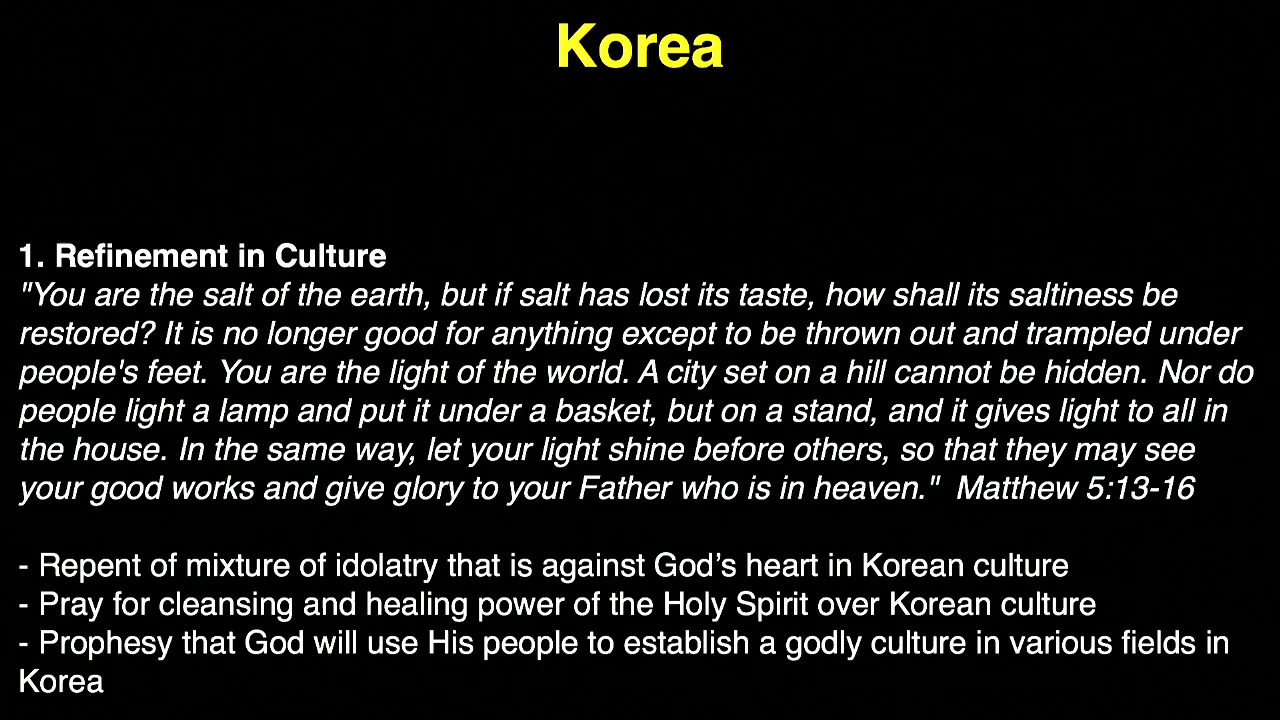 Korea
1. Refinement in Culture
"You are the salt of the earth, but if salt has lost its taste, how shall its saltiness be
restored? It is no longer good for anything except to be thrown out and trampled under
people's feet. You are the light of the world. A city set on a hill cannot be hidden. Nor do
people light a lamp and put it under a basket, but on a stand, and it gives light to all in
the house. In the same way, let your light shine before others, so that they may see
your good works and give glory to your Father who is in heaven."  Matthew 5:13-16
- Repent of mixture of idolatry that is against God’s heart in Korean culture
- Pray for cleansing and healing power of the Holy Spirit over Korean culture
- Prophesy that God will use His people to establish a godly culture in various fields in
Korea